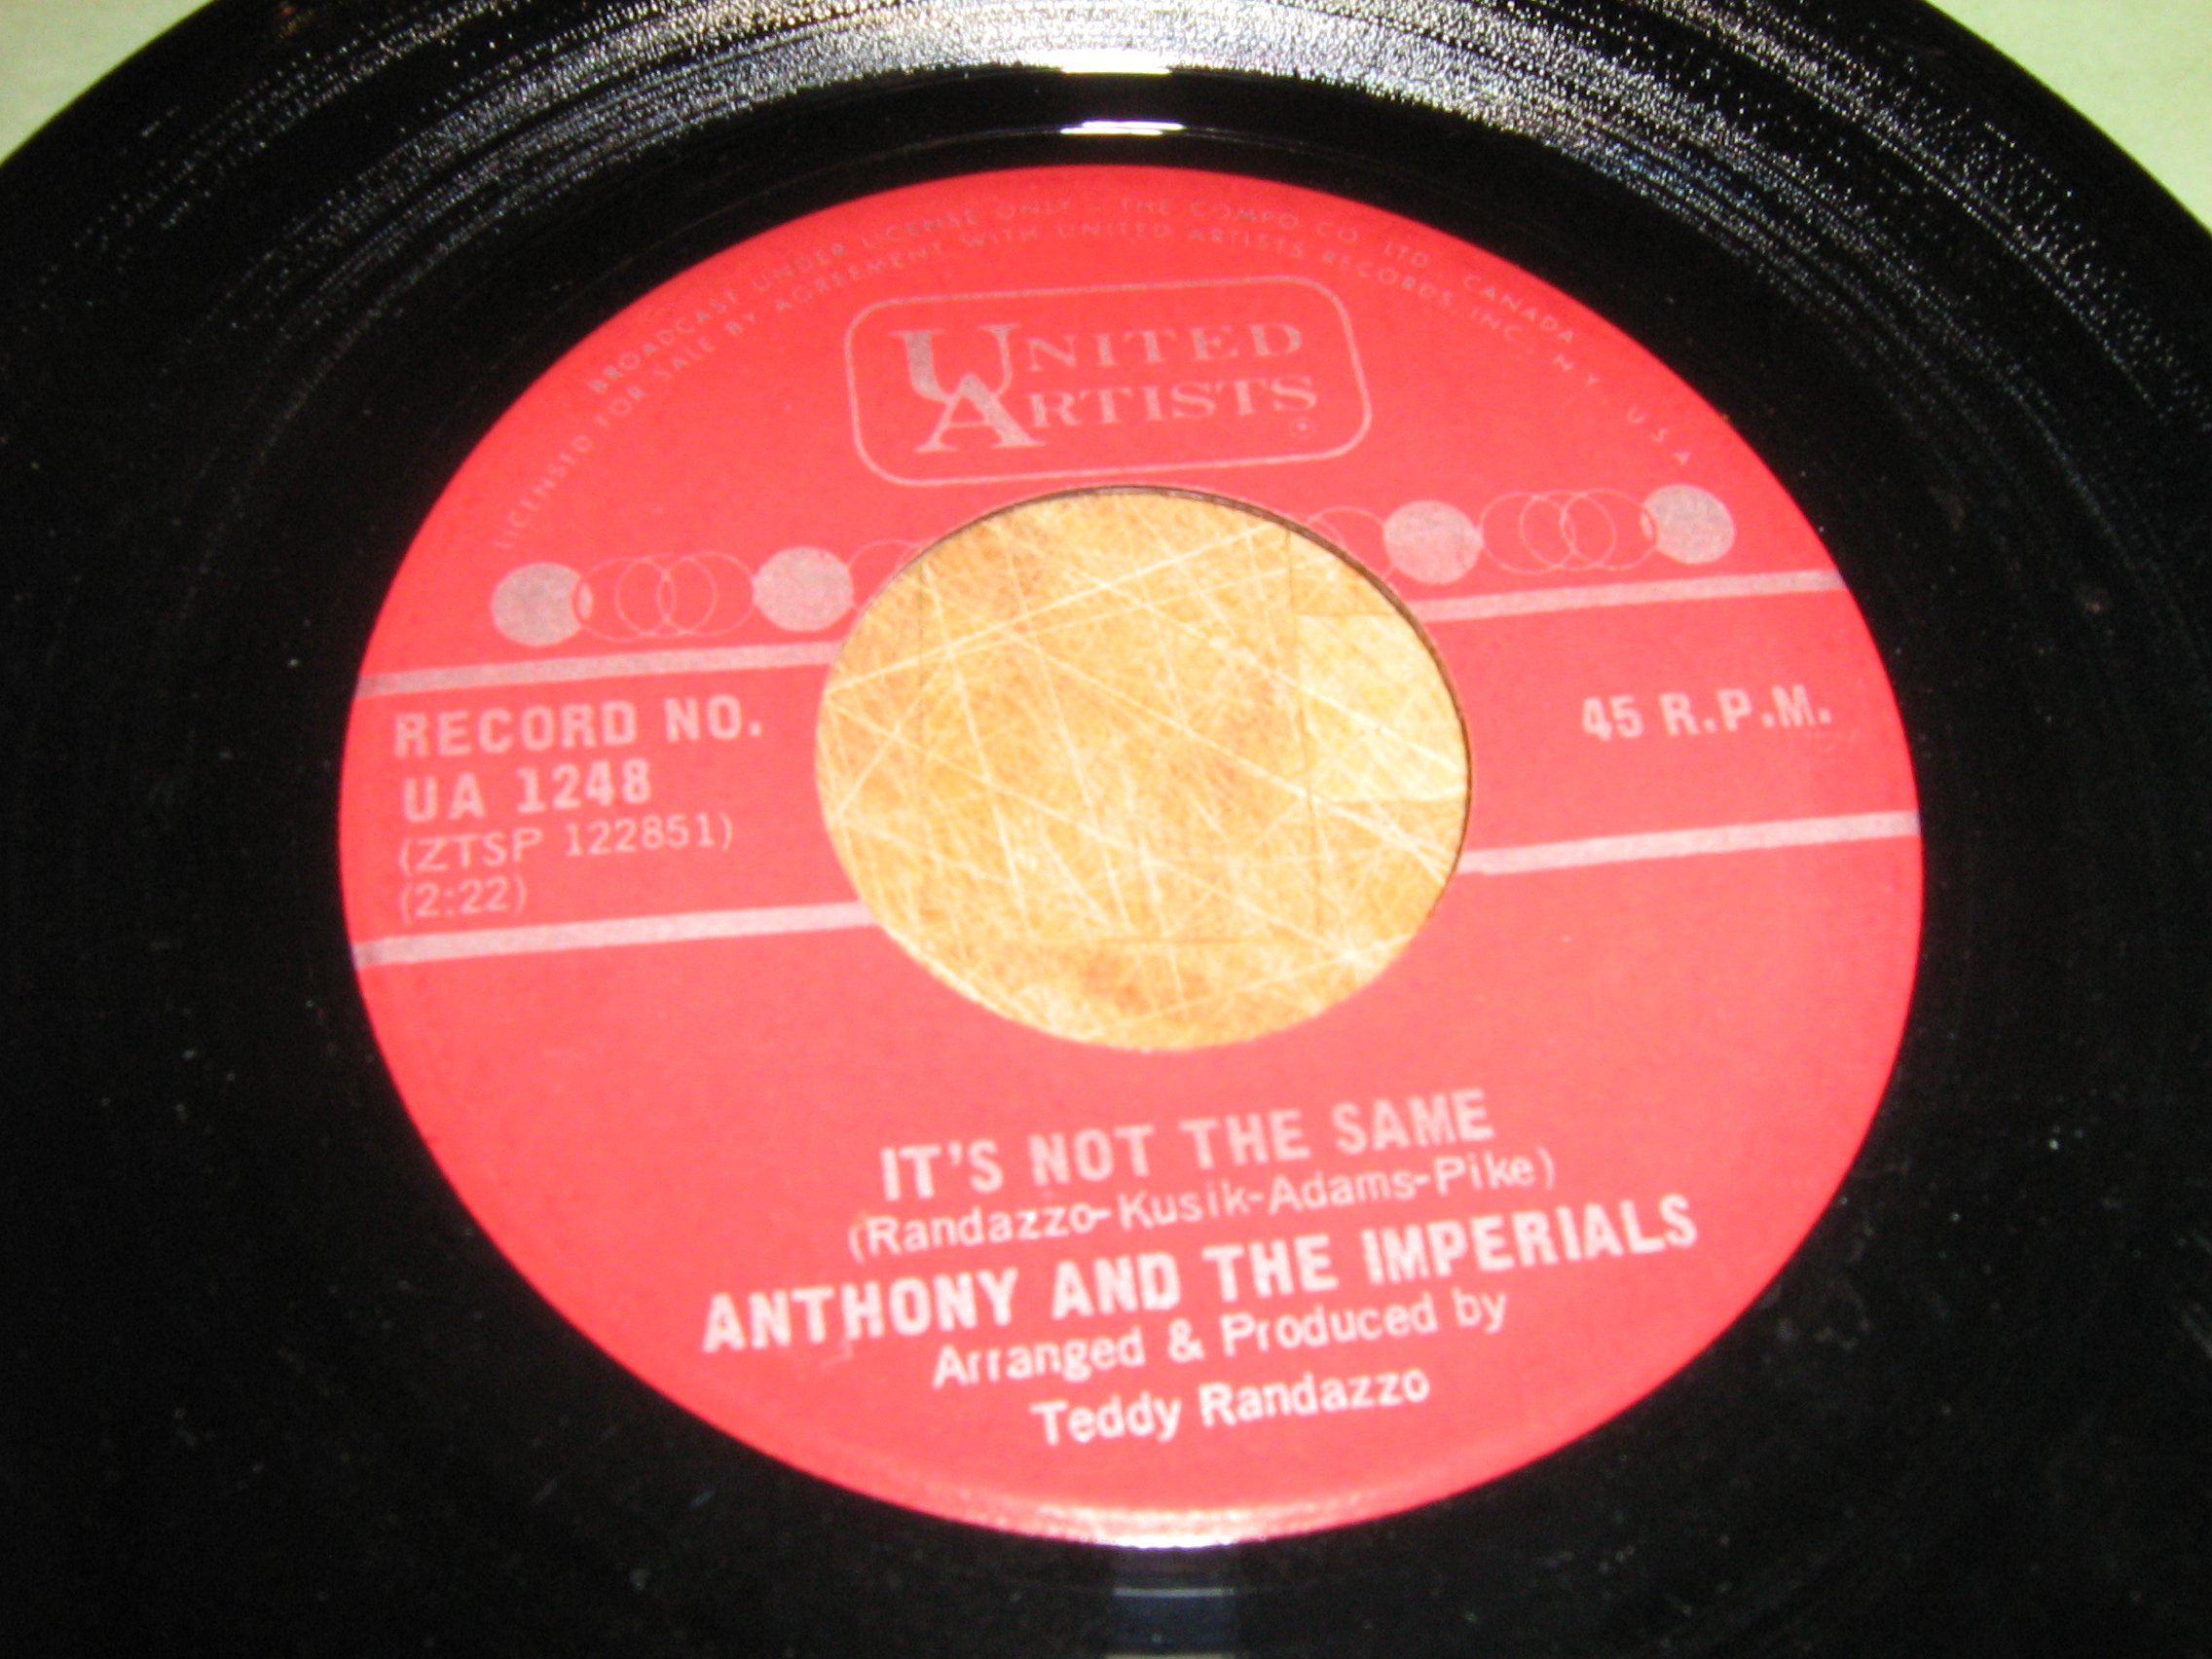 BROADCAST UNDER LICENSE ONLY . THE COMPO CO. LTD. CANADA
LICENSED FOR SALE BY AGREEMENT WITH UNITED ARTISTS RECORDS, INC., N.Y. U S A
UNITED
ARTISTS
RECORD NO.
UA 1248
(ZTSP 122851)
(2:22)
45 R.P.M.
IT'S NOT THE SAME
(Randazzo-Kusik-Adams-Pike)
ANTHONY AND THE IMPERIALS
Arranged & Produced by
Teddy Randazzo